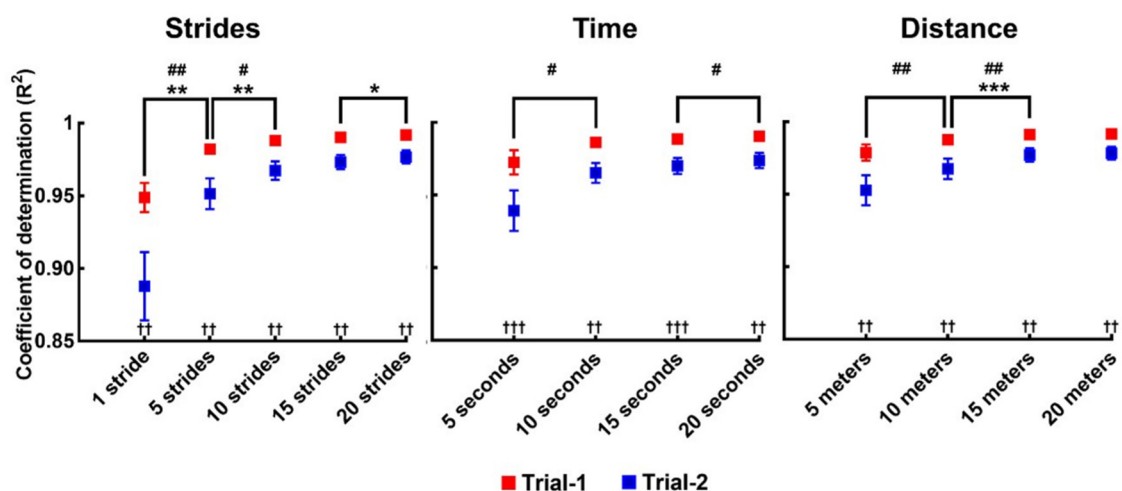 Strides Time Distance
## # # # ## ##
** ** * ***
Coefficient of determination (R²)
1
0.95
0.90
0.85
†† †† †† †† †† ††† †† ††† †† †† †† †† ††
1 stride 5 strides 10 strides 15 strides 20 strides 5 seconds 10 seconds 15 seconds 20 seconds 5 meters 10 meters 15 meters 20 meters
Trial-1 Trial-2